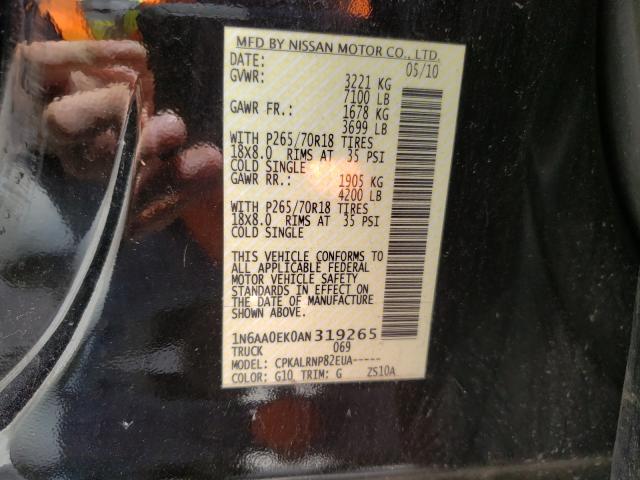 MFD BY NISSAN MOTOR CO., LTD.
DATE: 05/10
GVWR: 3221 KG
7100 LB
GAWR FR.: 1678 KG
3699 LB
WITH P265/70R18 TIRES
18X8.0 RIMS AT 35 PSI
COLD SINGLE
GAWR RR.: 1905 KG
4200 LB
WITH P265/70R18 TIRES
18X8.0 RIMS AT 35 PSI
COLD SINGLE
THIS VEHICLE CONFORMS TO
ALL APPLICABLE FEDERAL
MOTOR VEHICLE SAFETY
STANDARDS IN EFFECT ON
THE DATE OF MANUFACTURE
SHOWN ABOVE.
1N6AA0EK0AN319265
TRUCK 069
MODEL: CPKALRNP82EUA-----
COLOR: G10 TRIM: G ZS10A